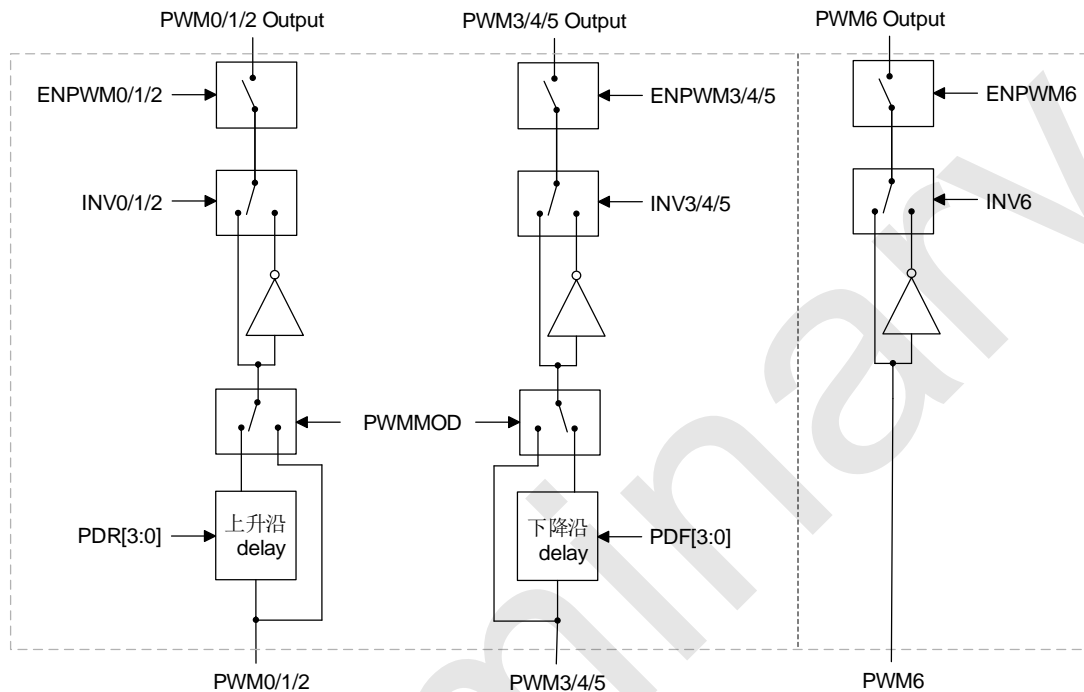 PWM0/1/2 Output
PWM3/4/5 Output
PWM6 Output
ENPWM0/1/2
ENPWM3/4/5
ENPWM6
INV0/1/2
INV3/4/5
INV6
PWMMOD
PDR[3:0]
上升沿
delay
下降沿
delay
PDF[3:0]
PWM0/1/2
PWM3/4/5
PWM6
minary